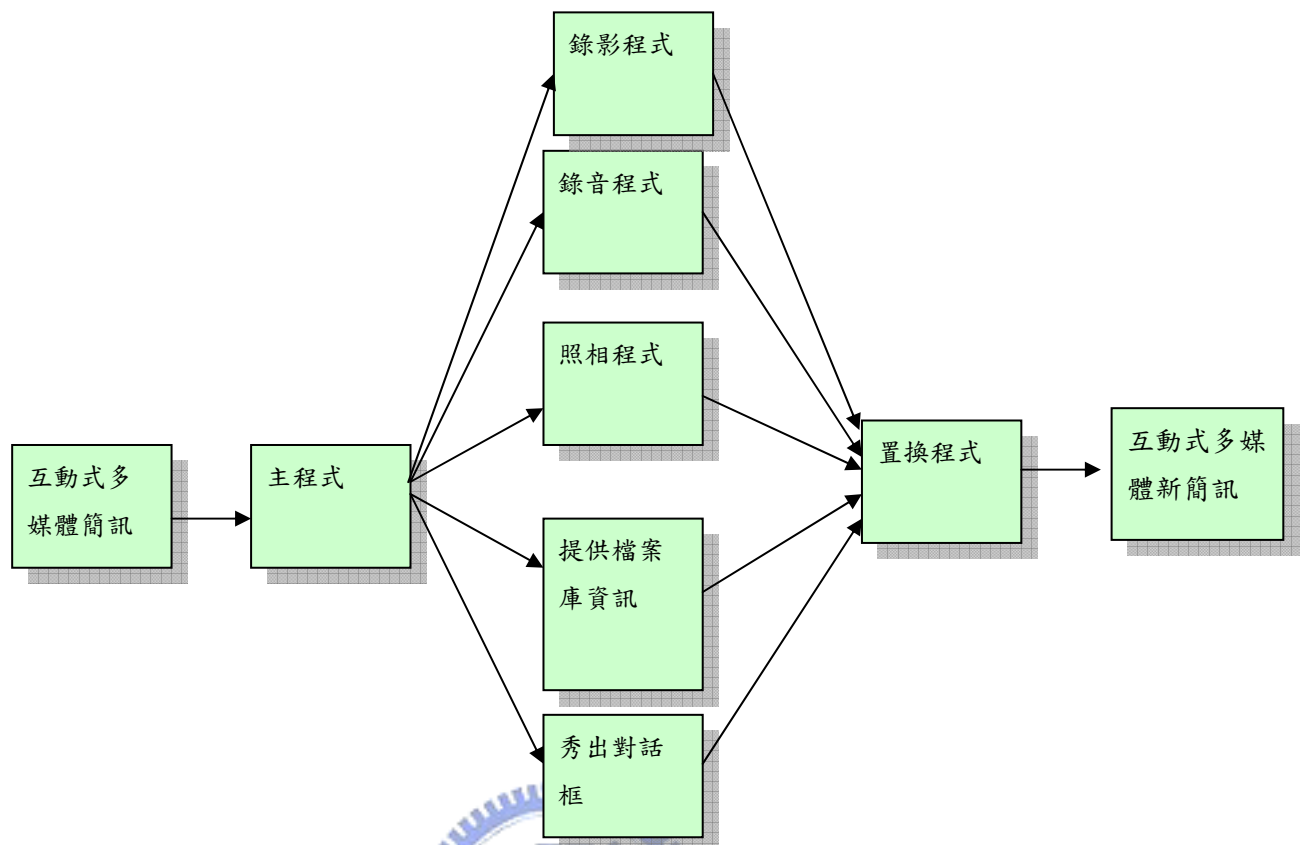 錄影程式
錄音程式
照相程式
互動式多
媒體簡訊
主程式
提供檔案
庫資訊
秀出對話
框
置換程式
互動式多媒
體新簡訊